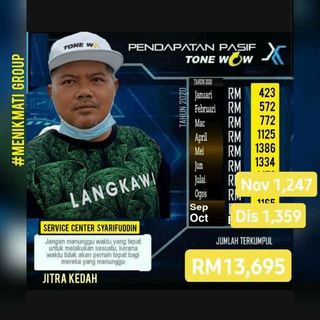 #MENIKMATI GROUP
TONE WOW
PENDAPATAN PASIF
TONE WOW
TAHUN 2020
TAHUN 2020
Januari RM 423
Februari RM 572
Mac RM 772
April RM 1125
Mei RM 1386
Jun RM 1334
Julai RM
Ogos RM
Sep RM 1165
Oct RM
Nov 1,247
Dis 1,359
JUMLAH TERKUMPUL
RM13,695
LANGKAWI
SERVICE CENTER SYARIFUDDIN
Jangan menunggu waktu yang tepat
untuk melakukan sesuatu, kerana
waktu tidak akan pernah tepat bagi
mereka yang menunggu
JITRA KEDAH